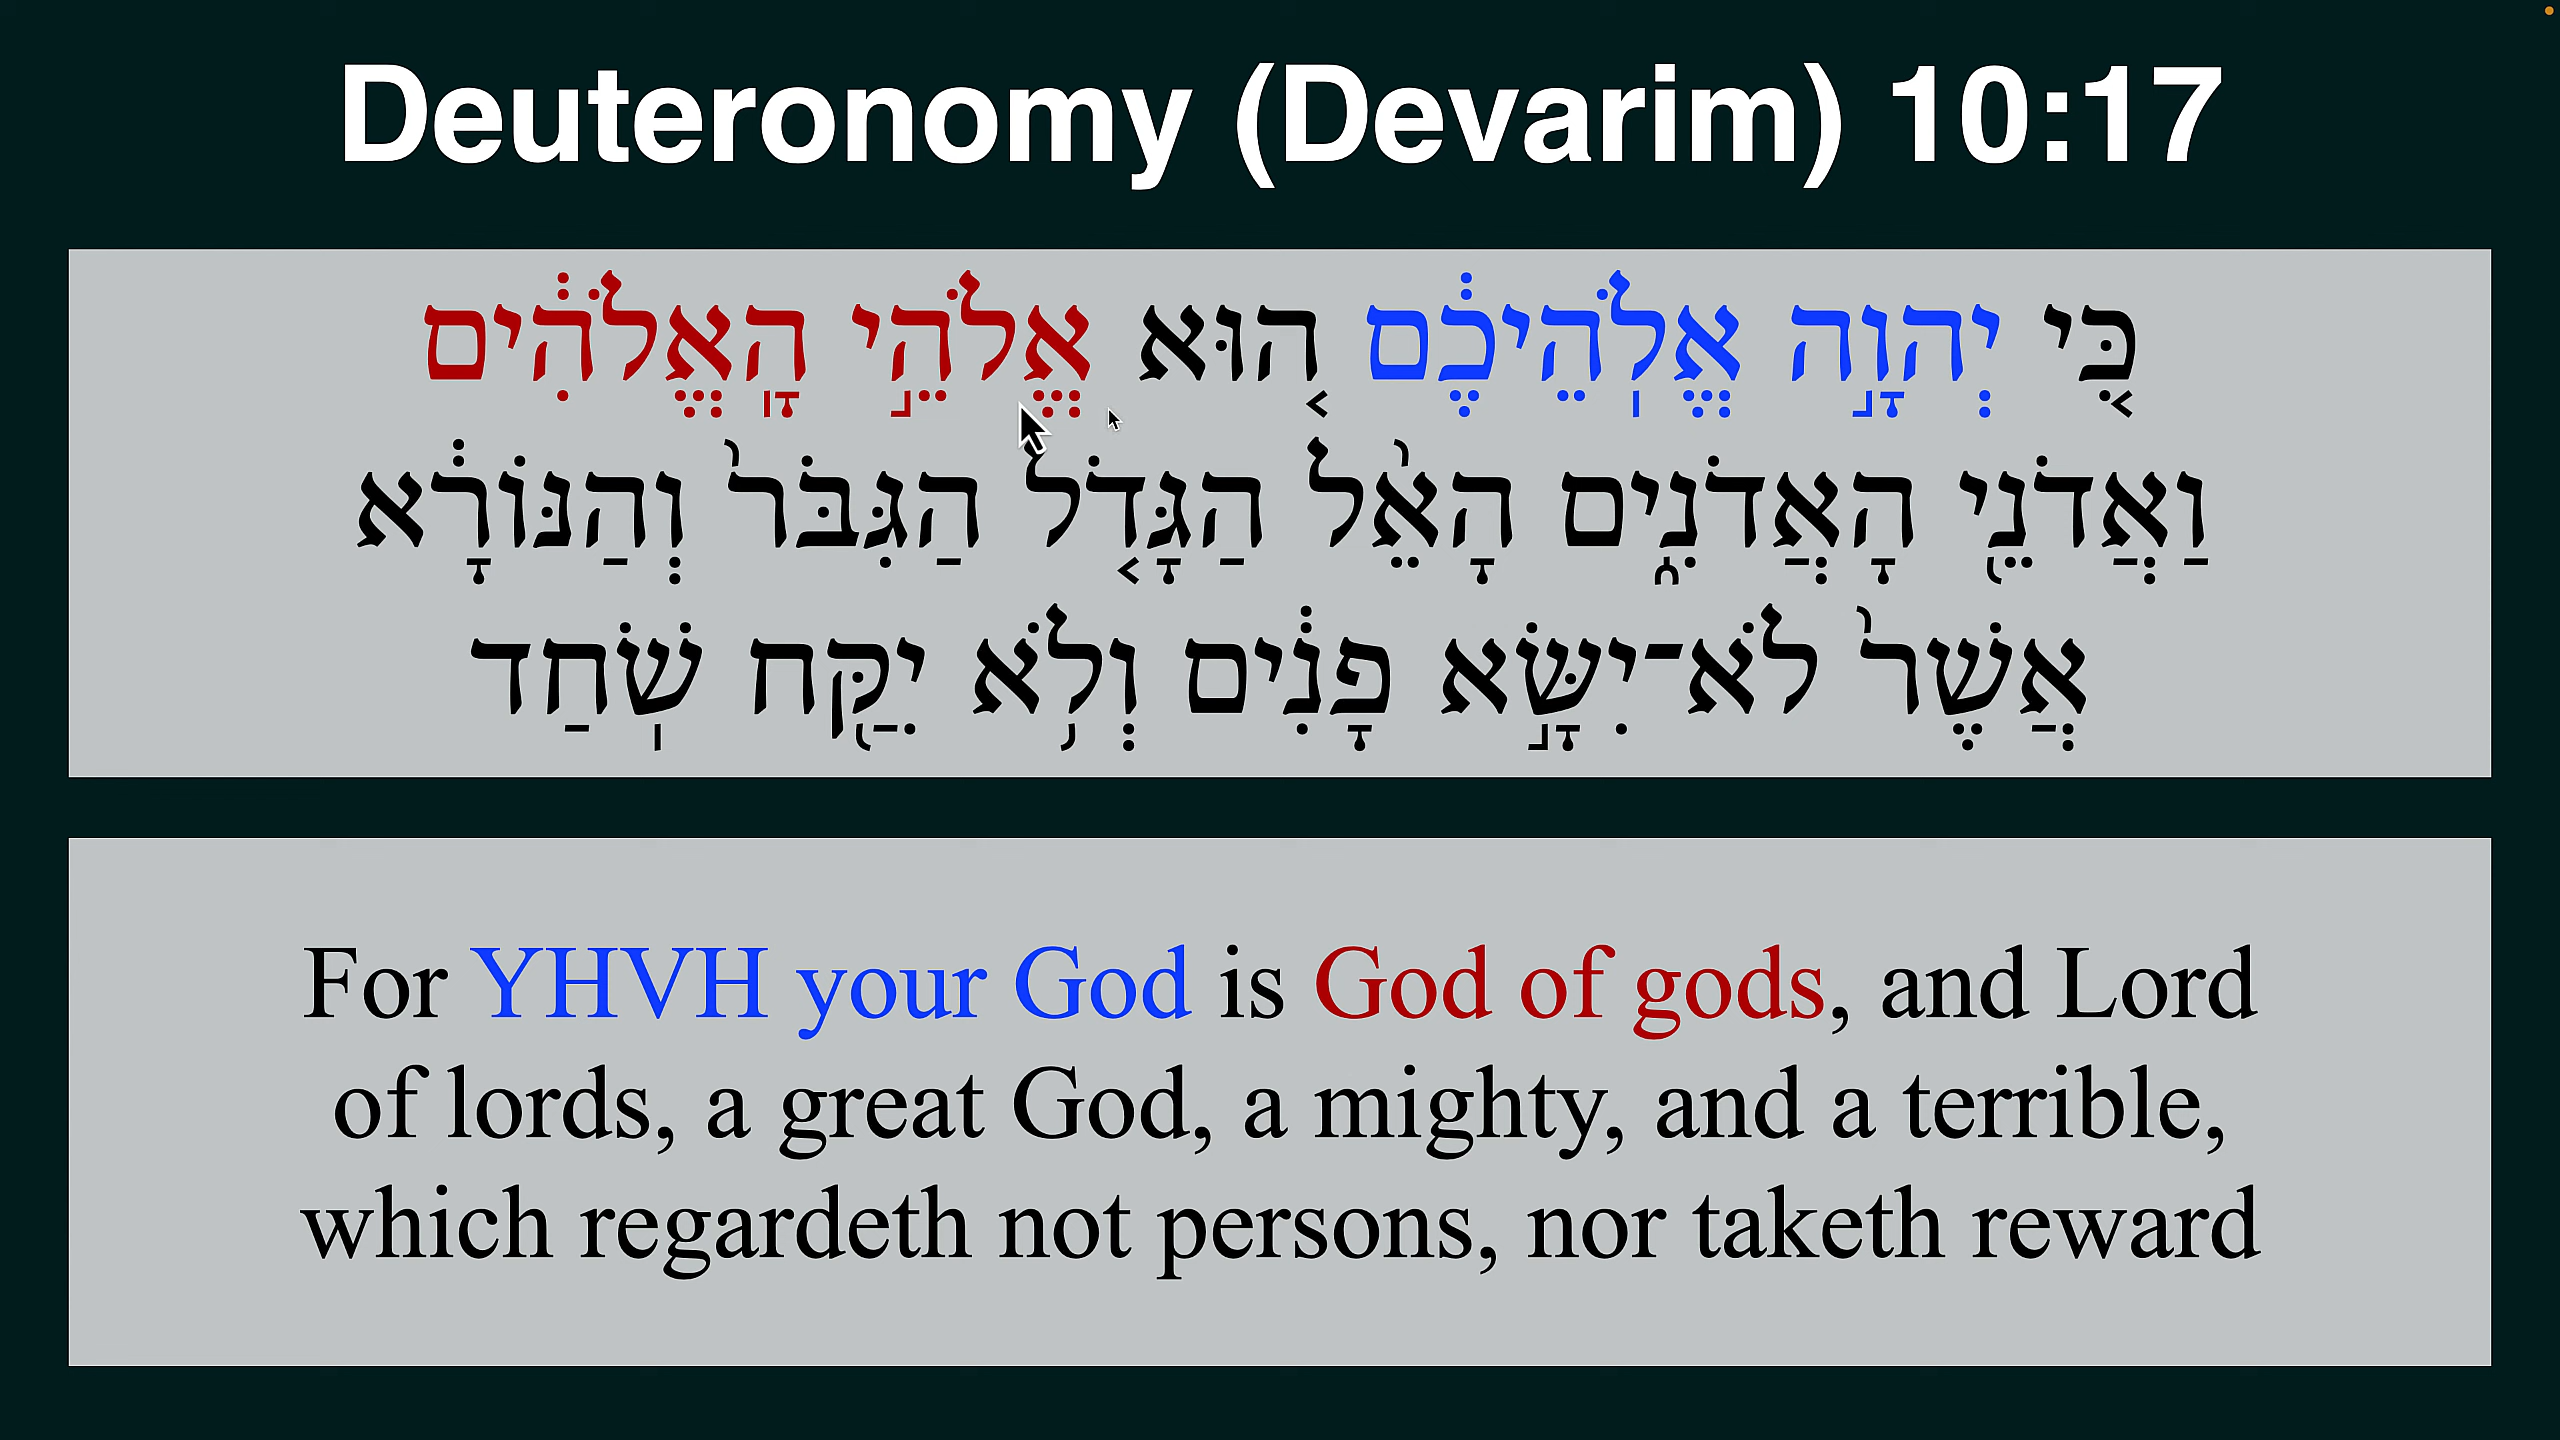 Deuteronomy (Devarim) 10:17
כִּ֚י יְהוָ֣ה אֱלֹֽהֵיכֶ֔ם ה֚וּא אֱלֹהֵ֣י הָֽאֱלֹהִ֔ים
וַאֲדֹנֵ֖י הָאֲדֹנִ֑ים הָאֵ֨ל הַגָּדֹ֤ל הַגִּבֹּר֙ וְהַנּוֹרָ֔א
אֲשֶׁר֙ לֹא־יִשָּׂ֣א פָנִ֔ים וְלֹ֥א יִקַּ֖ח שֹֽׁחַד
For YHVH your God is God of gods, and Lord
of lords, a great God, a mighty, and a terrible,
which regardeth not persons, nor taketh reward